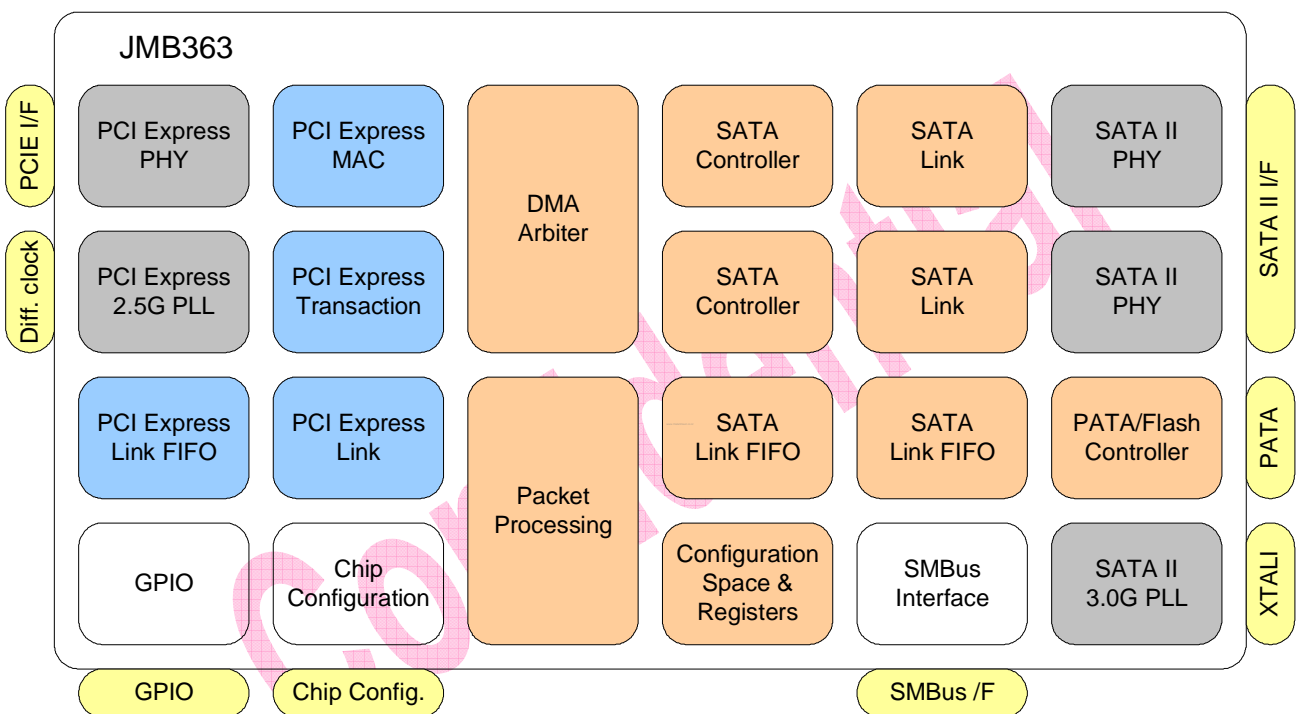 JMB363
PCIE I/F
PCI Express
PHY
PCI Express
MAC
DMA
Arbiter
SATA
Controller
SATA
Link
SATA II
PHY
SATA II I/F
Diff. clock
PCI Express
2.5G PLL
PCI Express
Transaction
SATA
Controller
SATA
Link
SATA II
PHY
PCI Express
Link FIFO
PCI Express
Link
Packet
Processing
SATA
Link FIFO
SATA
Link FIFO
PATA/Flash
Controller
PATA
GPIO
Chip
Configuration
Configuration
Space &
Registers
SMBus
Interface
SATA II
3.0G PLL
XTALI
GPIO
Chip Config.
SMBus /F
Confidential